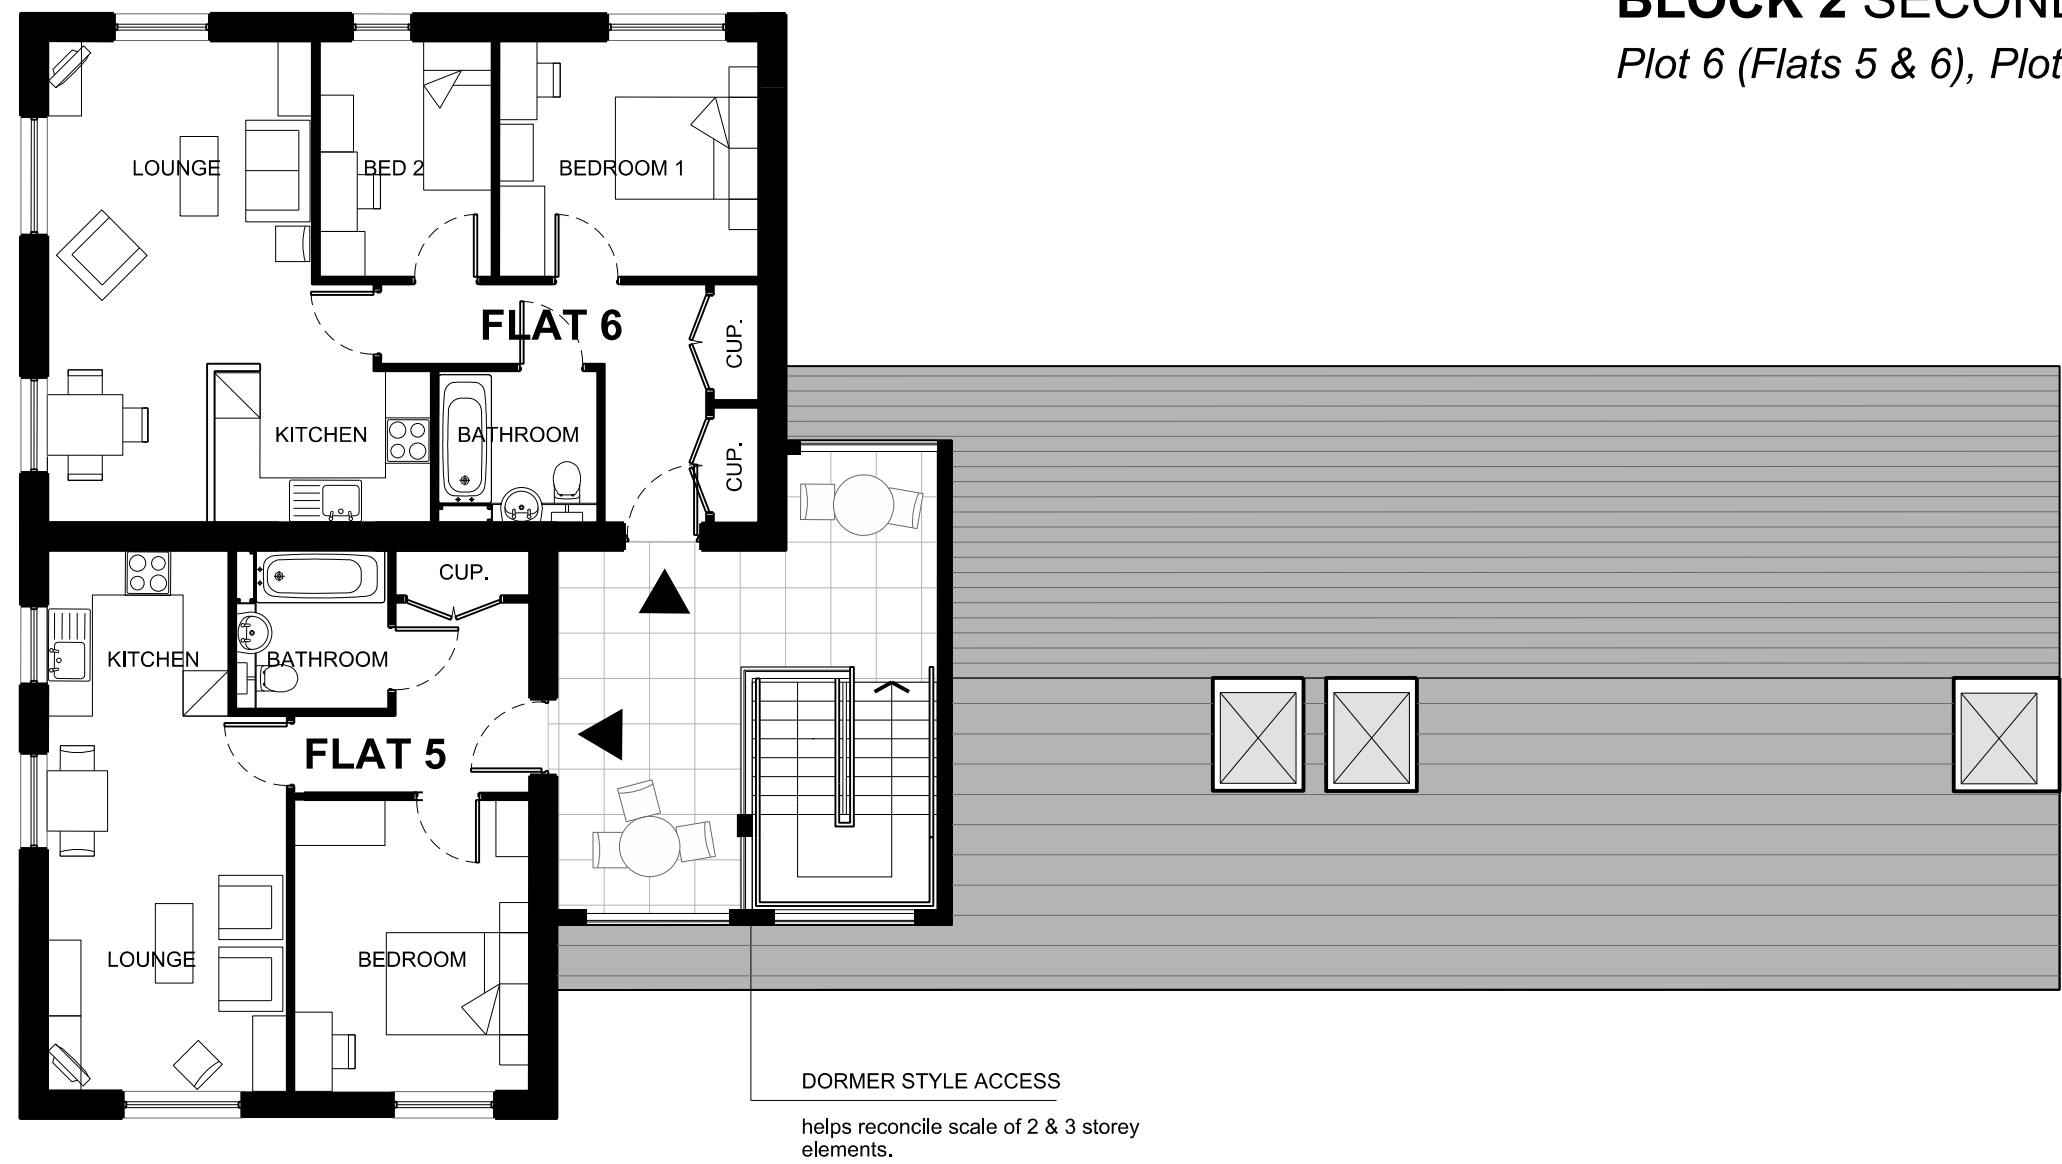 BLOCK 2 SECOND
Plot 6 (Flats 5 & 6), Plot
LOUNGE
BED 2
BEDROOM 1
FLAT 6
CUP.
KITCHEN
BATHROOM
CUP.
CUP.
KITCHEN
BATHROOM
FLAT 5
LOUNGE
BEDROOM
DORMER STYLE ACCESS
helps reconcile scale of 2 & 3 storey
elements.